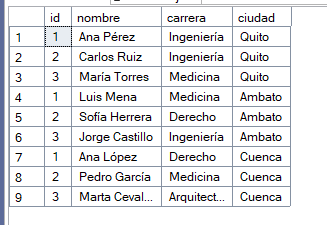 id nombre carrera ciudad
1 1 Ana Pérez Ingeniería Quito
2 2 Carlos Ruiz Ingeniería Quito
3 3 María Torres Medicina Quito
4 1 Luis Mena Medicina Ambato
5 2 Sofía Herrera Derecho Ambato
6 3 Jorge Castillo Ingeniería Ambato
7 1 Ana López Derecho Cuenca
8 2 Pedro García Medicina Cuenca
9 3 Marta Ceval... Arquitect... Cuenca